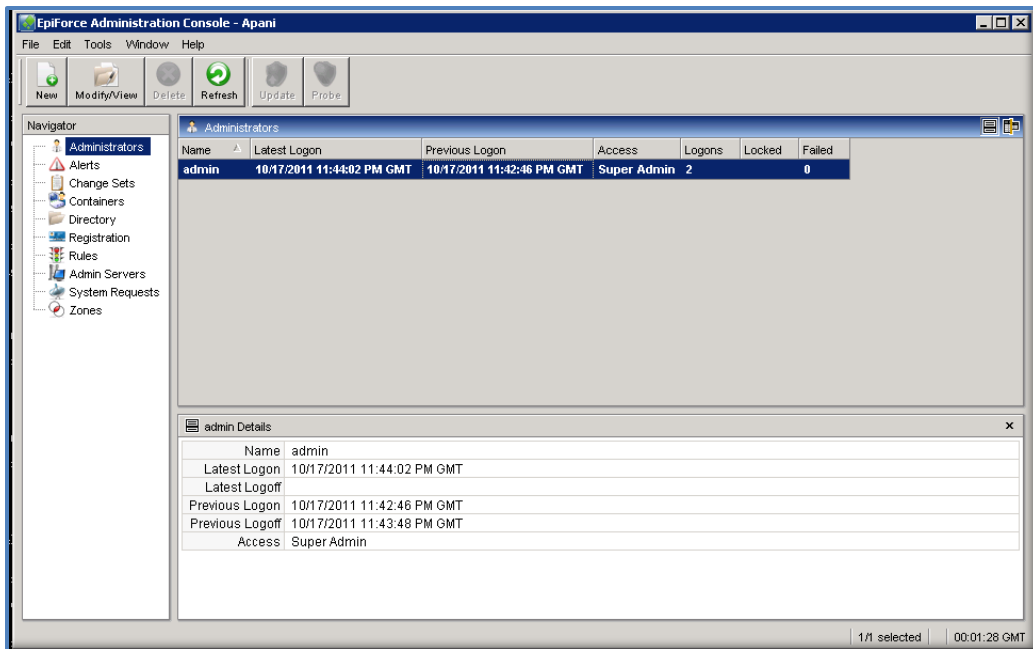 EpiForce Administration Console - Apani
File Edit Tools Window Help
New Modify/View Delete Refresh Update Probe
Navigator
Administrators
Alerts
Change Sets
Containers
Directory
Registration
Rules
Admin Servers
System Requests
Zones
Administrators
Name Latest Logon Previous Logon Access Logons Locked Failed
admin 10/17/2011 11:44:02 PM GMT 10/17/2011 11:42:46 PM GMT Super Admin 2 0
admin Details
Name admin
Latest Logon 10/17/2011 11:44:02 PM GMT
Latest Logoff
Previous Logon 10/17/2011 11:42:46 PM GMT
Previous Logoff 10/17/2011 11:43:48 PM GMT
Access Super Admin
1/1 selected 00:01:28 GMT